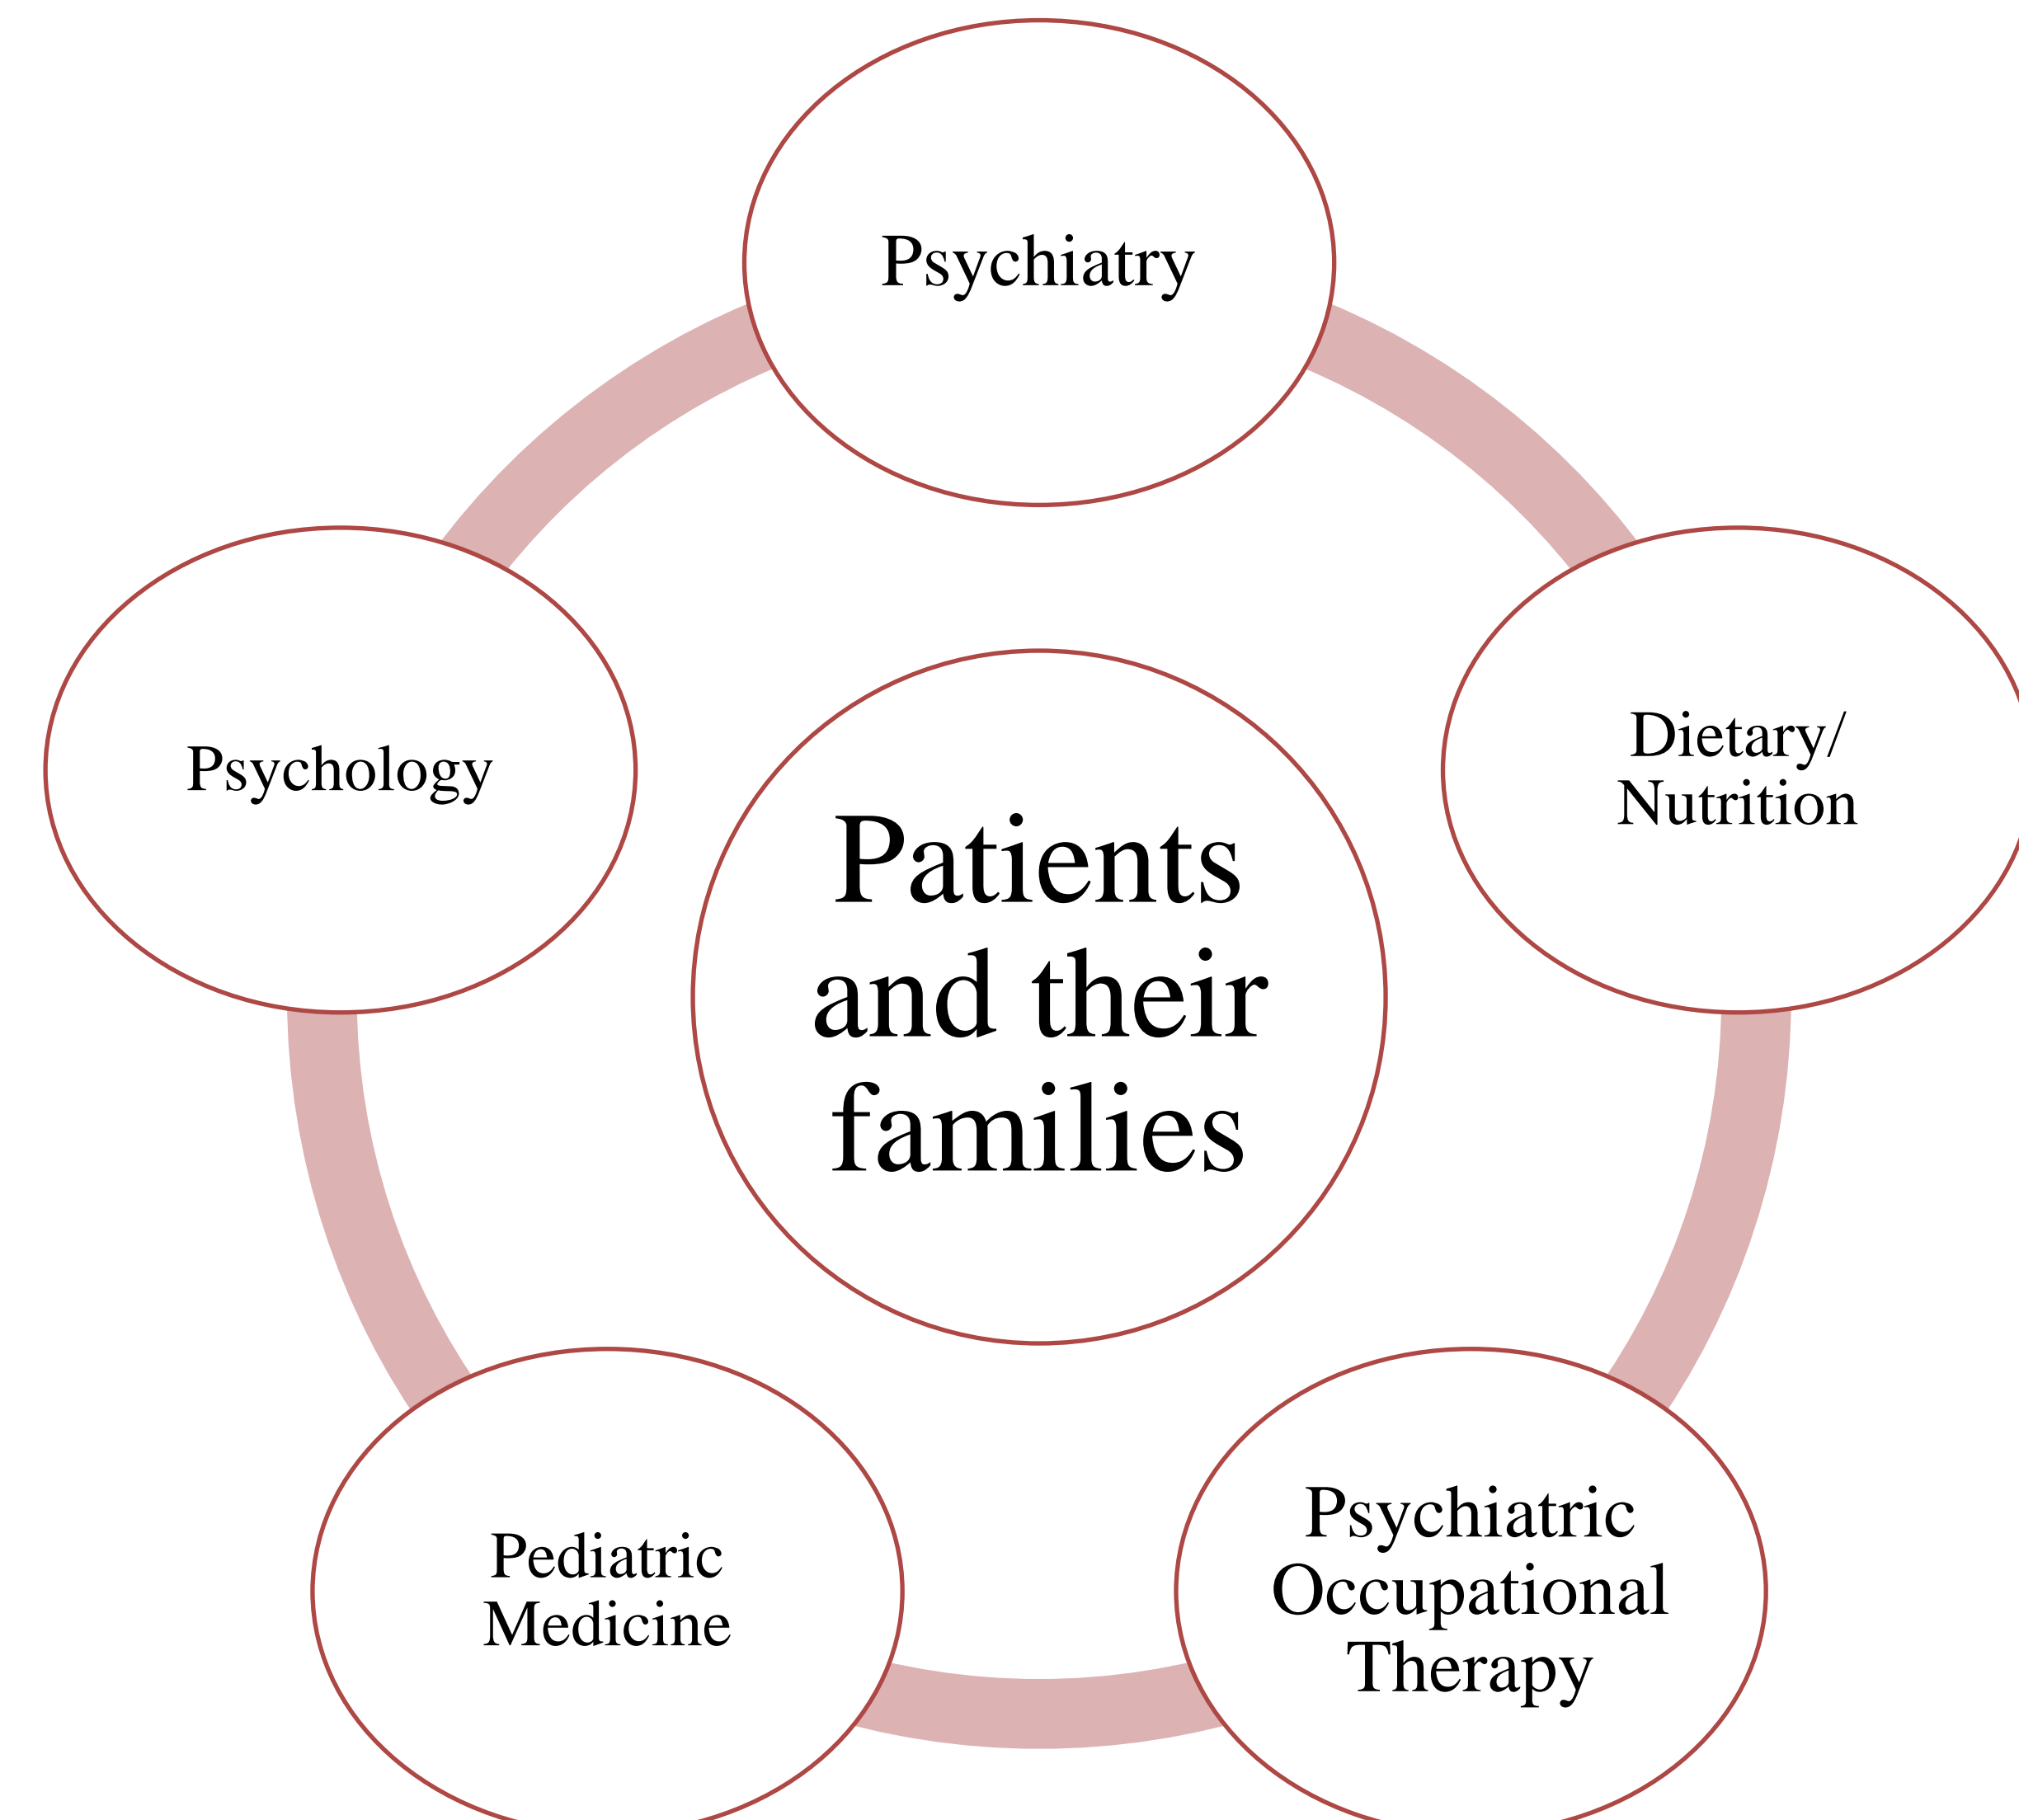 Psychiatry
Dietary/
Nutrition
Psychiatric
Occupational
Therapy
Pediatric
Medicine
Psychology
Patients
and their
families